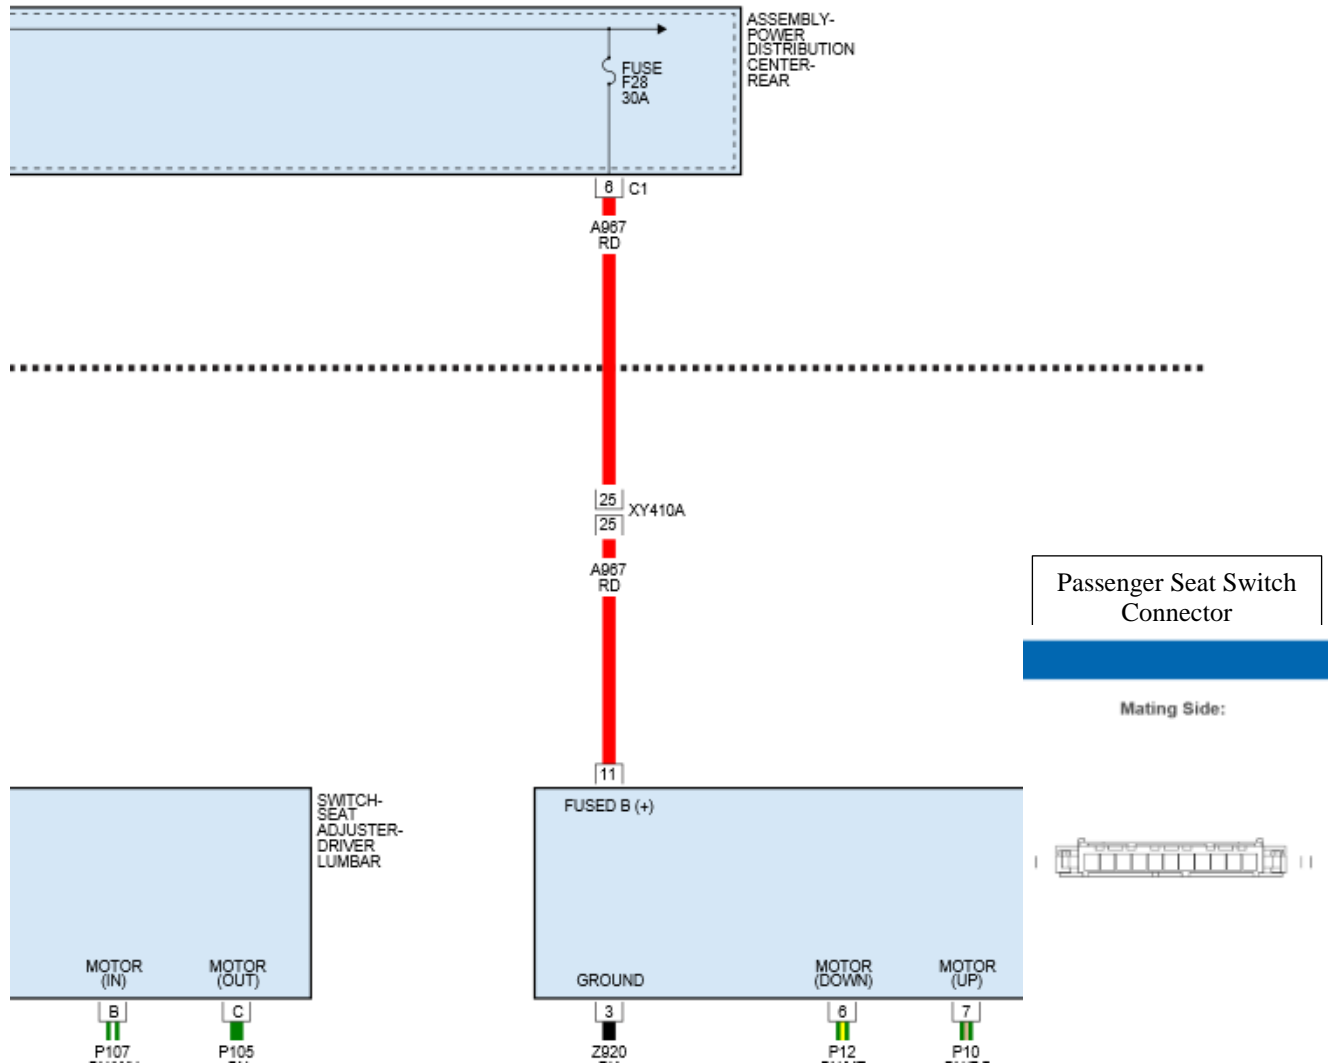 ASSEMBLY-
POWER
DISTRIBUTION
CENTER-
REAR
FUSE
F28
30A
6 C1
A967
RD
25
XY410A
25
A967
RD
Passenger Seat Switch
Connector
Mating Side:
11
FUSED B (+)
SWITCH-
SEAT
ADJUSTER-
DRIVER
LUMBAR
MOTOR
(IN)
MOTOR
(OUT)
GROUND
MOTOR
(DOWN)
MOTOR
(UP)
B
C
3
6
7
P107
P105
Z920
P12
P10